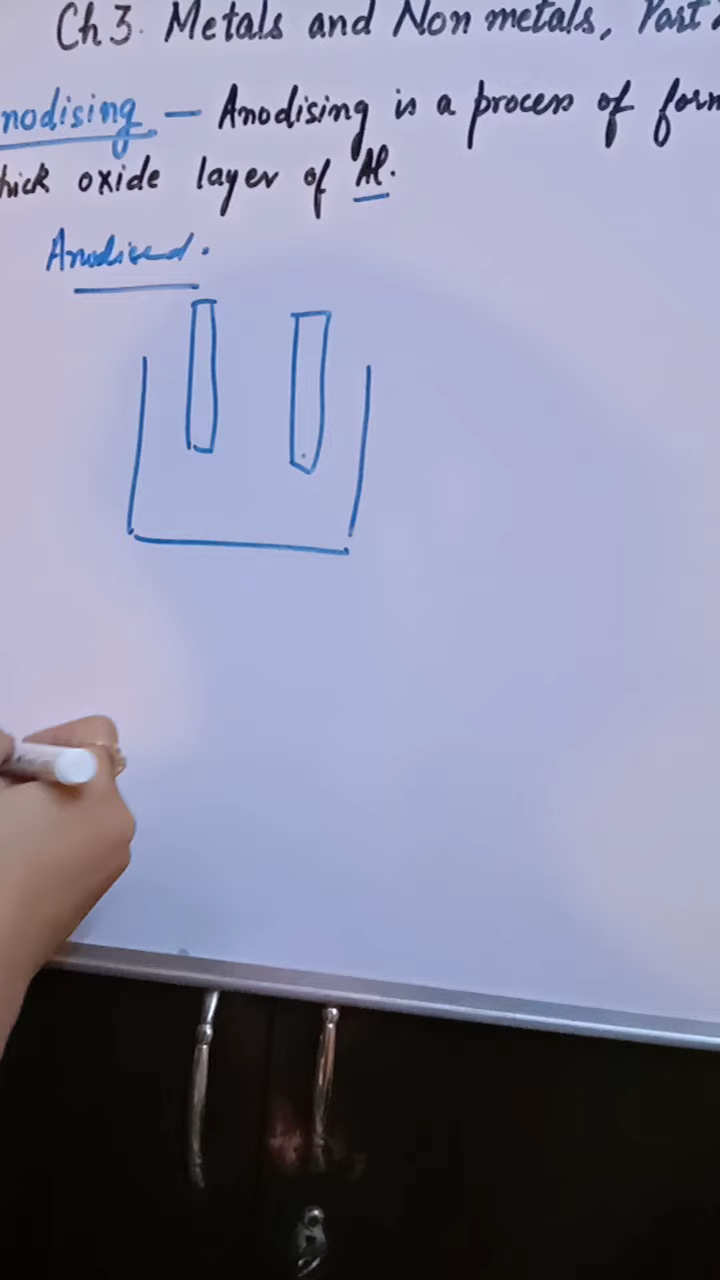 Ch 3. Metals and Non metals, Part
nodising - Anodising is a process of form
hick oxide layer of Al.
Anodised.